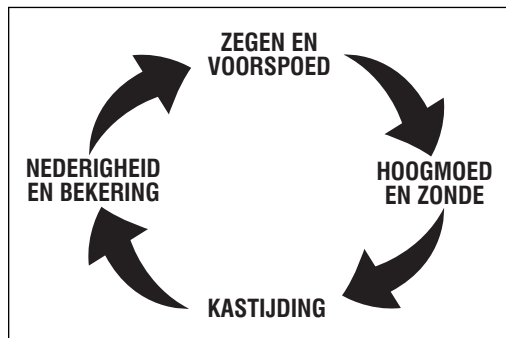 ZEGEN EN
VOORSPOED
HOOGMOED
EN ZONDE
KASTIJDING
NEDERIGHEID
EN BEKERING